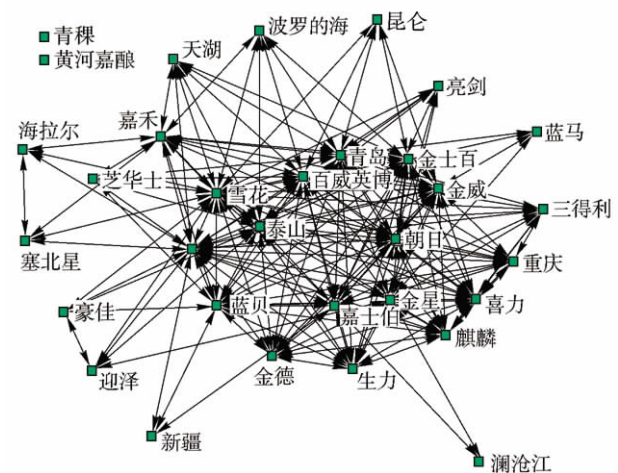 青稞
黄河嘉酿
天湖
波罗的海
昆仑
亮剑
嘉禾
海拉尔
蓝马
青岛
金士百
芝华士
百威英博
雪花
金威
三得利
泰山
朝日
塞北星
重庆
豪佳
蓝贝
嘉士伯
金星
喜力
麒麟
迎泽
金德
生力
新疆
澜沧江